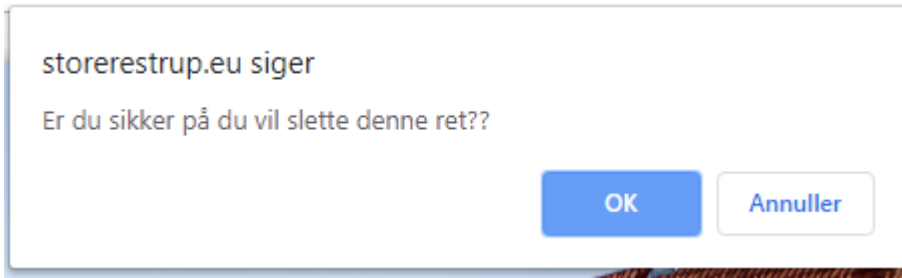 storerestrup.eu siger
Er du sikker på du vil slette denne ret??
OK Annuller